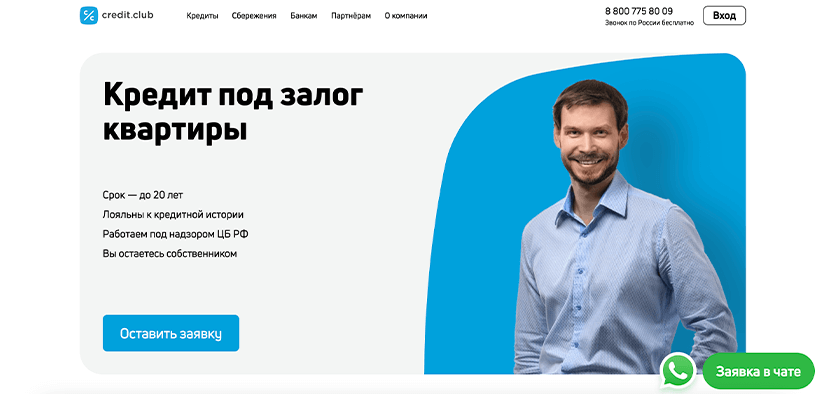 credit.club
Кредиты Сбережения Банкам Партнёрам О компании
8 800 775 80 09
Звонок по России бесплатно
Вход
Кредит под залог
квартиры
Срок — до 20 лет
Лояльны к кредитной истории
Работаем под надзором ЦБ РФ
Вы остаетесь собственником
Оставить заявку
Заявка в чате